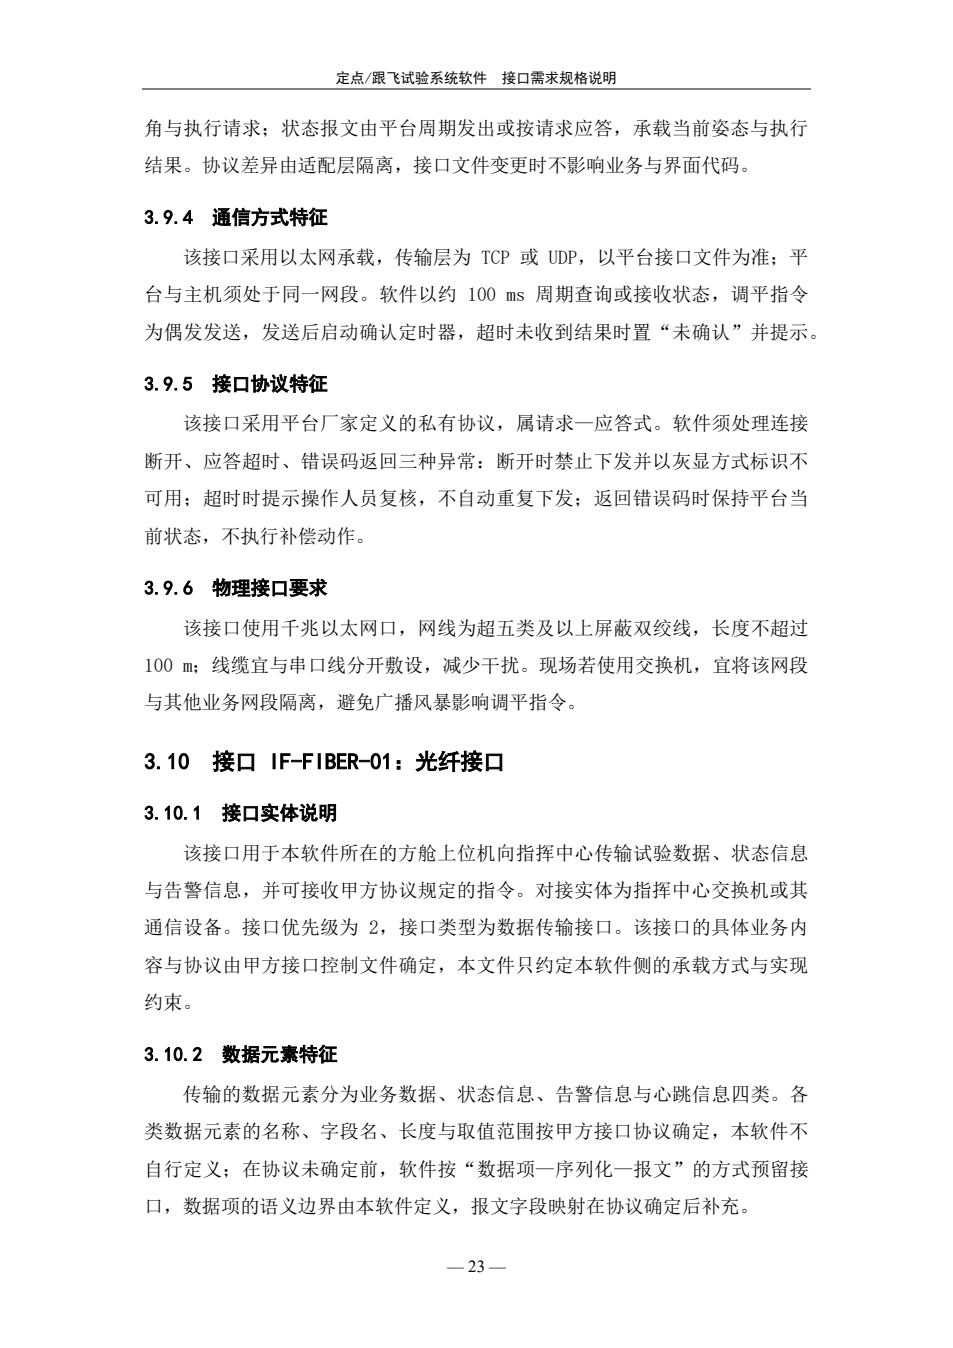 定点/跟飞试验系统软件　接口需求规格说明
角与执行请求；状态报文由平台周期发出或按请求应答，承载当前姿态与执行
结果。协议差异由适配层隔离，接口文件变更时不影响业务与界面代码。
3.9.4　通信方式特征
该接口采用以太网承载，传输层为 TCP 或 UDP，以平台接口文件为准；平
台与主机须处于同一网段。软件以约 100 ms 周期查询或接收状态，调平指令
为偶发发送，发送后启动确认定时器，超时未收到结果时置“未确认”并提示。
3.9.5　接口协议特征
该接口采用平台厂家定义的私有协议，属请求—应答式。软件须处理连接
断开、应答超时、错误码返回三种异常：断开时禁止下发并以灰显方式标识不
可用；超时时提示操作人员复核，不自动重复下发；返回错误码时保持平台当
前状态，不执行补偿动作。
3.9.6　物理接口要求
该接口使用千兆以太网口，网线为超五类及以上屏蔽双绞线，长度不超过
100 m；线缆宜与串口线分开敷设，减少干扰。现场若使用交换机，宜将该网段
与其他业务网段隔离，避免广播风暴影响调平指令。
3.10　接口 IF-FIBER-01：光纤接口
3.10.1　接口实体说明
该接口用于本软件所在的方舱上位机向指挥中心传输试验数据、状态信息
与告警信息，并可接收甲方协议规定的指令。对接实体为指挥中心交换机或其
通信设备。接口优先级为 2，接口类型为数据传输接口。该接口的具体业务内
容与协议由甲方接口控制文件确定，本文件只约定本软件侧的承载方式与实现
约束。
3.10.2　数据元素特征
传输的数据元素分为业务数据、状态信息、告警信息与心跳信息四类。各
类数据元素的名称、字段名、长度与取值范围按甲方接口协议确定，本软件不
自行定义；在协议未确定前，软件按“数据项—序列化—报文”的方式预留接
口，数据项的语义边界由本软件定义，报文字段映射在协议确定后补充。
— 23 —